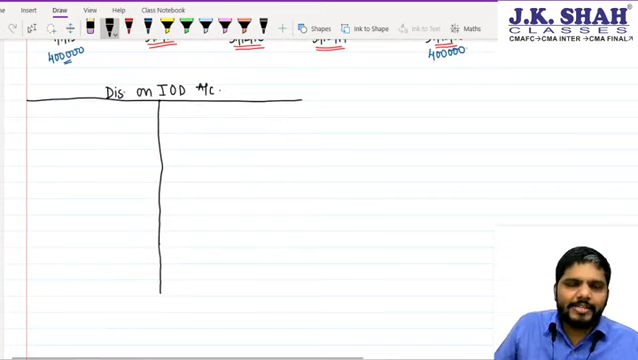 Insert Draw View Class Notebook
Shapes Ink to Shape Ink to Text Maths
J.K. SHAH®
CLASSES
CMAFC→CMA INTER →CMA FINAL
400000
400000
Dis. on IOD A/c.